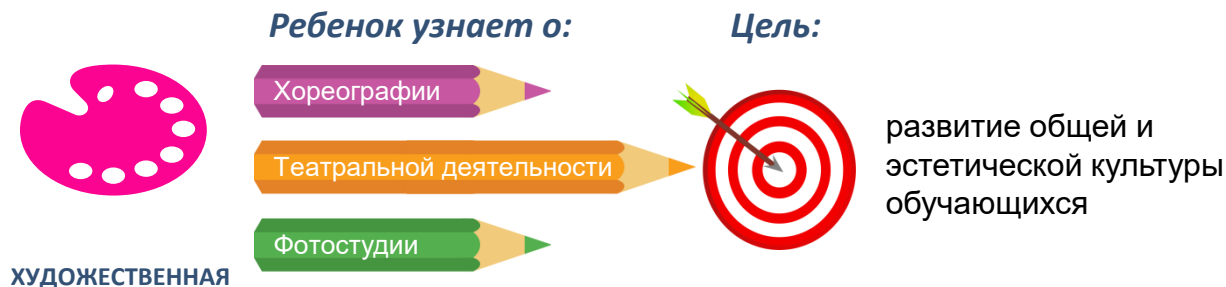 Ребенок узнает о:
Цель:
Хореографии
Театральной деятельности
Фотостудии
развитие общей и
эстетической культуры
обучающихся
ХУДОЖЕСТВЕННАЯ